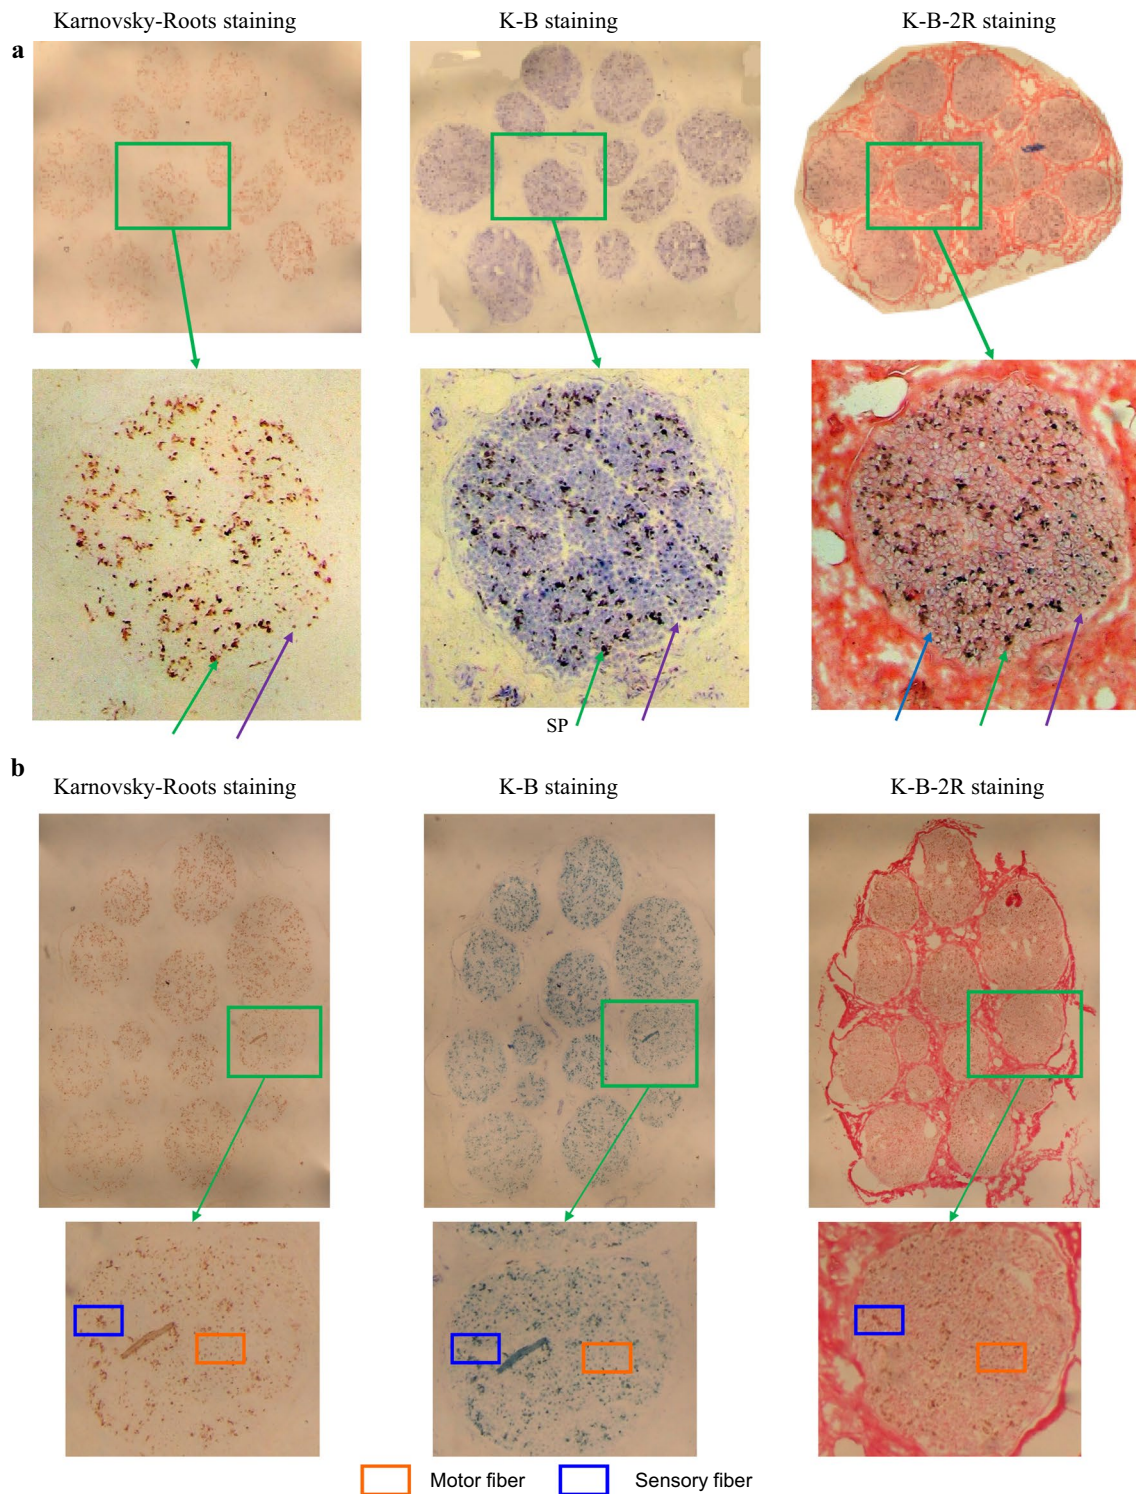 Karnovsky-Roots staining K-B staining K-B-2R staining
a
SP
b
Karnovsky-Roots staining K-B staining K-B-2R staining
Motor fiber Sensory fiber